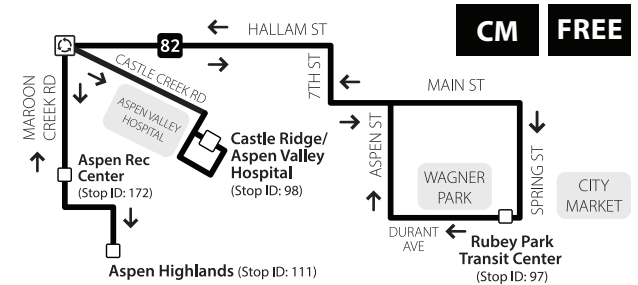 CM
FREE
HALLAM ST
82
CASTLE CREEK RD
7TH ST
MAIN ST
MAROON
CREEK RD
ASPEN VALLEY
HOSPITAL
ASPEN ST
SPRING ST
Castle Ridge/
Aspen Valley
Hospital
(Stop ID: 98)
Aspen Rec
Center
(Stop ID: 172)
WAGNER
PARK
CITY
MARKET
DURANT
AVE
Rubey Park
Transit Center
(Stop ID: 97)
Aspen Highlands (Stop ID: 111)